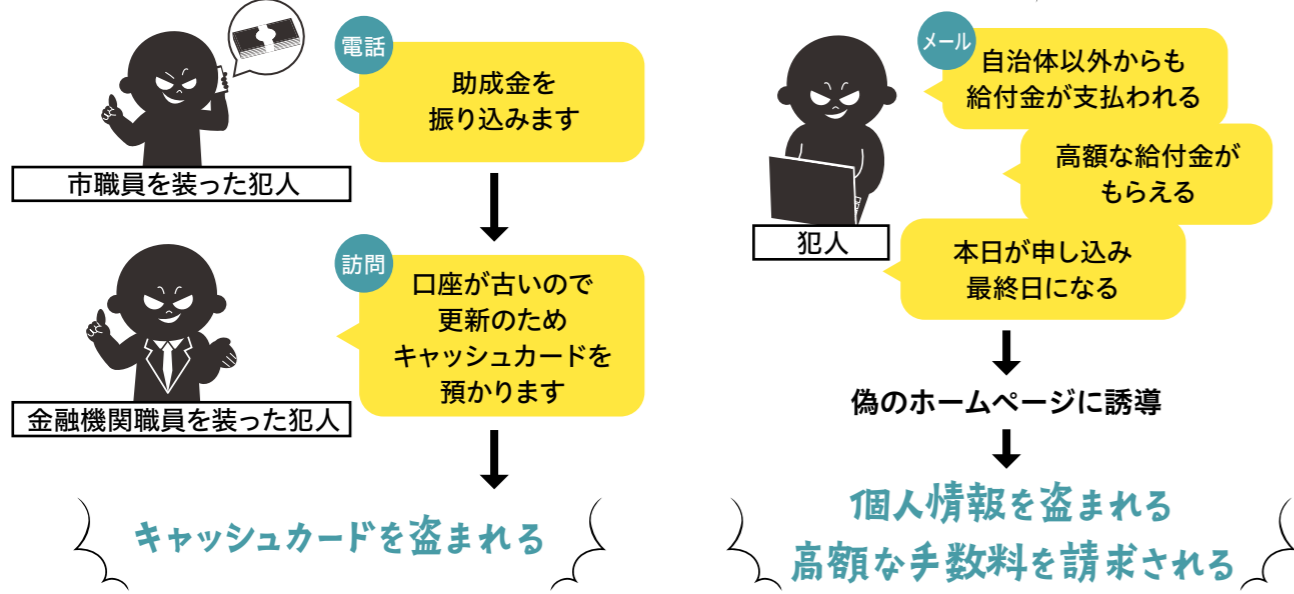 電話
助成金を
振り込みます
市職員を装った犯人
訪問
口座が古いので
更新のため
キャッシュカードを
預かります
金融機関職員を装った犯人
キャッシュカードを盗まれる
メール
自治体以外からも
給付金が支払われる
高額な給付金が
もらえる
犯人
本日が申し込み
最終日になる
偽のホームページに誘導
個人情報を盗まれる
高額な手数料を請求される